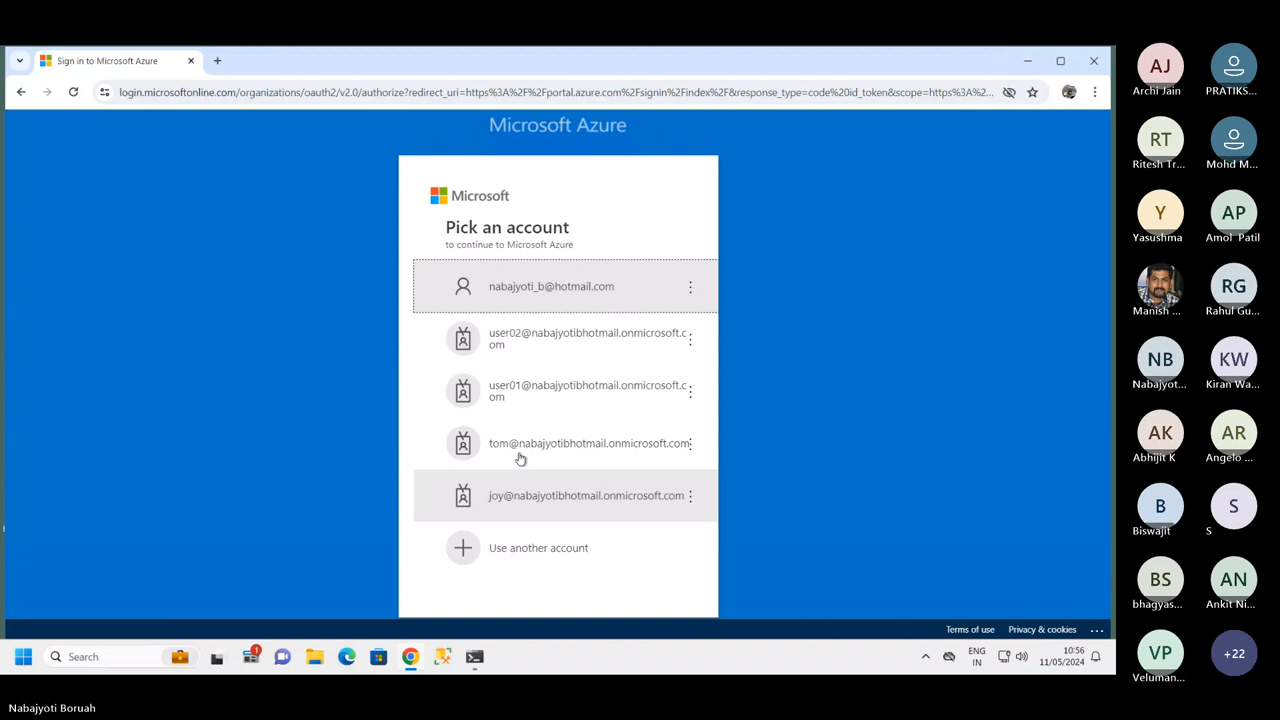 Sign in to Microsoft Azure
login.microsoftonline.com/organizations/oauth2/v2.0/authorize?redirect_uri=https%3A%2F%2Fportal.azure.com%2Fsignin%2Findex%2F&response_type=code%20id_token&scope=https%3A%2...
Microsoft Azure
Microsoft
Pick an account
to continue to Microsoft Azure
nabajyoti_b@hotmail.com
user02@nabajyotibhotmail.onmicrosoft.c
om
user01@nabajyotibhotmail.onmicrosoft.c
om
tom@nabajyotibhotmail.onmicrosoft.com
joy@nabajyotibhotmail.onmicrosoft.com
Use another account
Terms of use Privacy & cookies ...
Search
1
ENG
IN
10:56
11/05/2024
AJ
Archi Jain
PRATIKS...
RT
Ritesh Tr...
Mohd M...
Y
Yasushma
AP
Amol Patil
Manish ...
RG
Rahul Gu...
NB
Nabajyot...
KW
Kiran Wa...
AK
Abhijit K
AR
Angelo ...
B
Biswajit
S
S
BS
bhagyas...
AN
Ankit Ni...
VP
Veluman...
+22
Nabajyoti Boruah